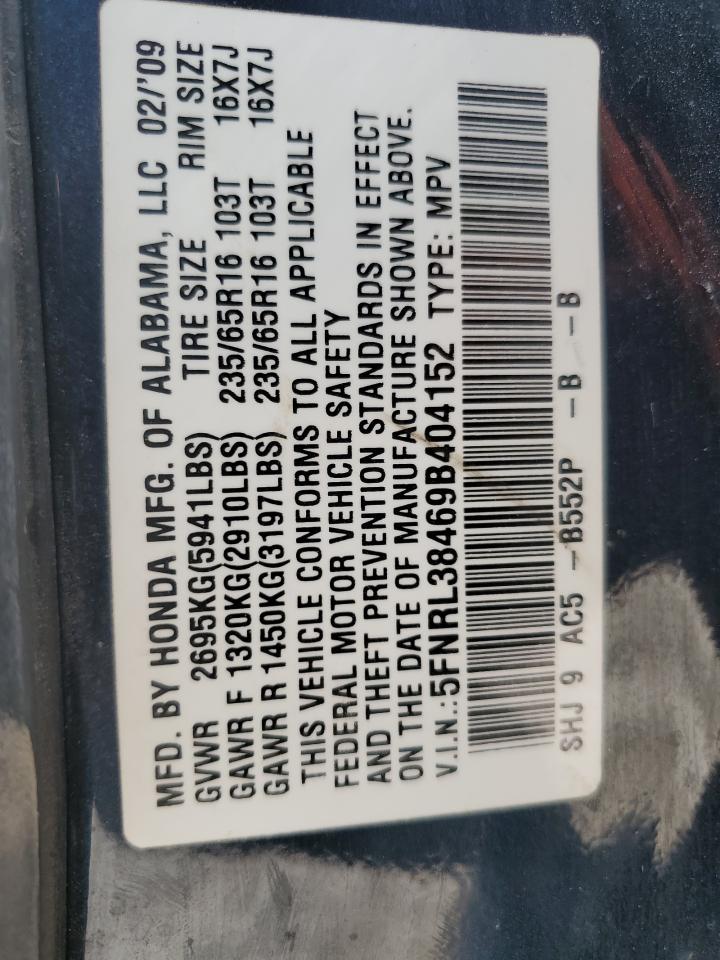 MFD. BY HONDA MFG. OF ALABAMA, LLC 02/'09
GVWR 2695KG(5941LBS) TIRE SIZE RIM SIZE
GAWR F 1320KG(2910LBS) 235/65R16 103T 16X7J
GAWR R 1450KG(3197LBS) 235/65R16 103T 16X7J
THIS VEHICLE CONFORMS TO ALL APPLICABLE
FEDERAL MOTOR VEHICLE SAFETY
AND THEFT PREVENTION STANDARDS IN EFFECT
ON THE DATE OF MANUFACTURE SHOWN ABOVE.
V.I.N.:5FNRL38469B404152 TYPE: MPV
SHJ 9 AC5 -B552P -B -B